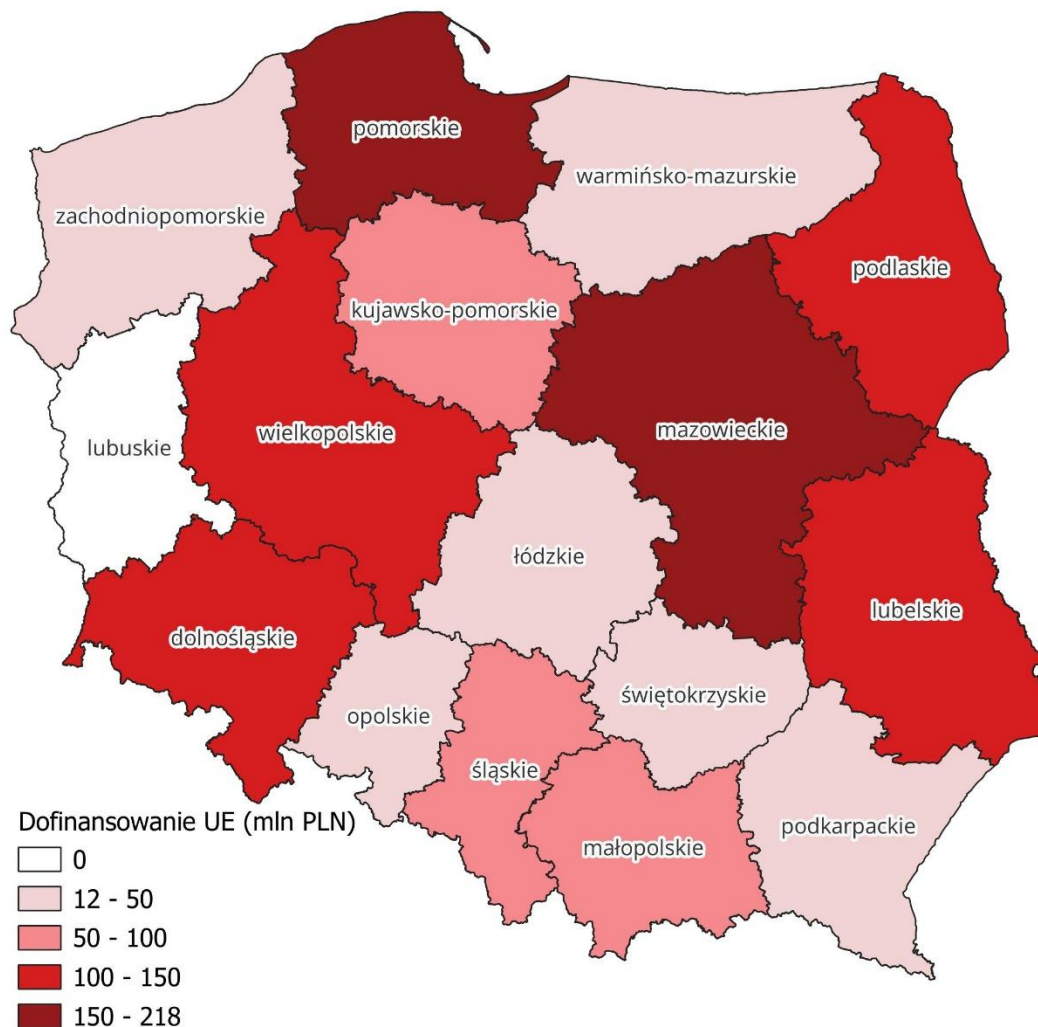 pomorskie
warmińsko-mazurskie
zachodniopomorskie
podlaskie
kujawsko-pomorskie
mazowieckie
wielkopolskie
lubuskie
łódzkie
lubelskie
dolnośląskie
świętokrzyskie
opolskie
śląskie
Dofinansowanie UE (mln PLN)
podkarpackie
małopolskie
0
12 - 50
50 - 100
100 - 150
150 - 218